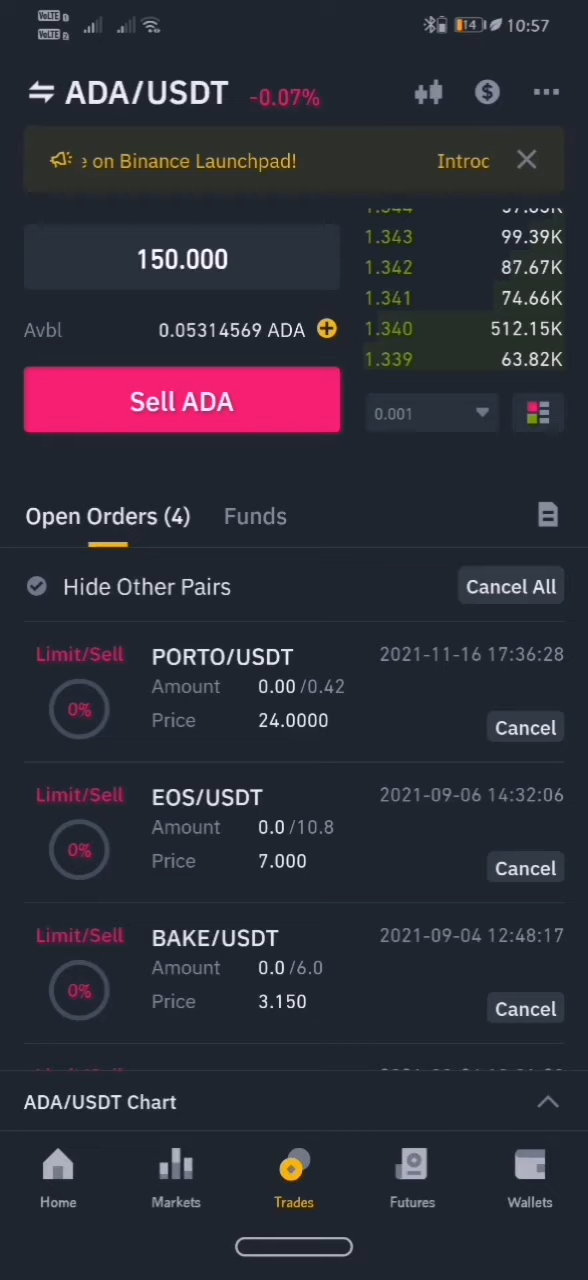 VoLTE
VoLTE 2
14 10:57
ADA/USDT -0.07%
e on Binance Launchpad! Introc
150.000
1.343 99.39K
1.342 87.67K
1.341 74.66K
1.340 512.15K
1.339 63.82K
Avbl 0.05314569 ADA
Sell ADA
0.001
Open Orders (4) Funds
Hide Other Pairs Cancel All
Limit/Sell PORTO/USDT 2021-11-16 17:36:28
Amount 0.00 /0.42
0%
Price 24.0000
Cancel
Limit/Sell EOS/USDT 2021-09-06 14:32:06
Amount 0.0 /10.8
0%
Price 7.000
Cancel
Limit/Sell BAKE/USDT 2021-09-04 12:48:17
Amount 0.0 /6.0
0%
Price 3.150
Cancel
ADA/USDT Chart
Home Markets Trades Futures Wallets